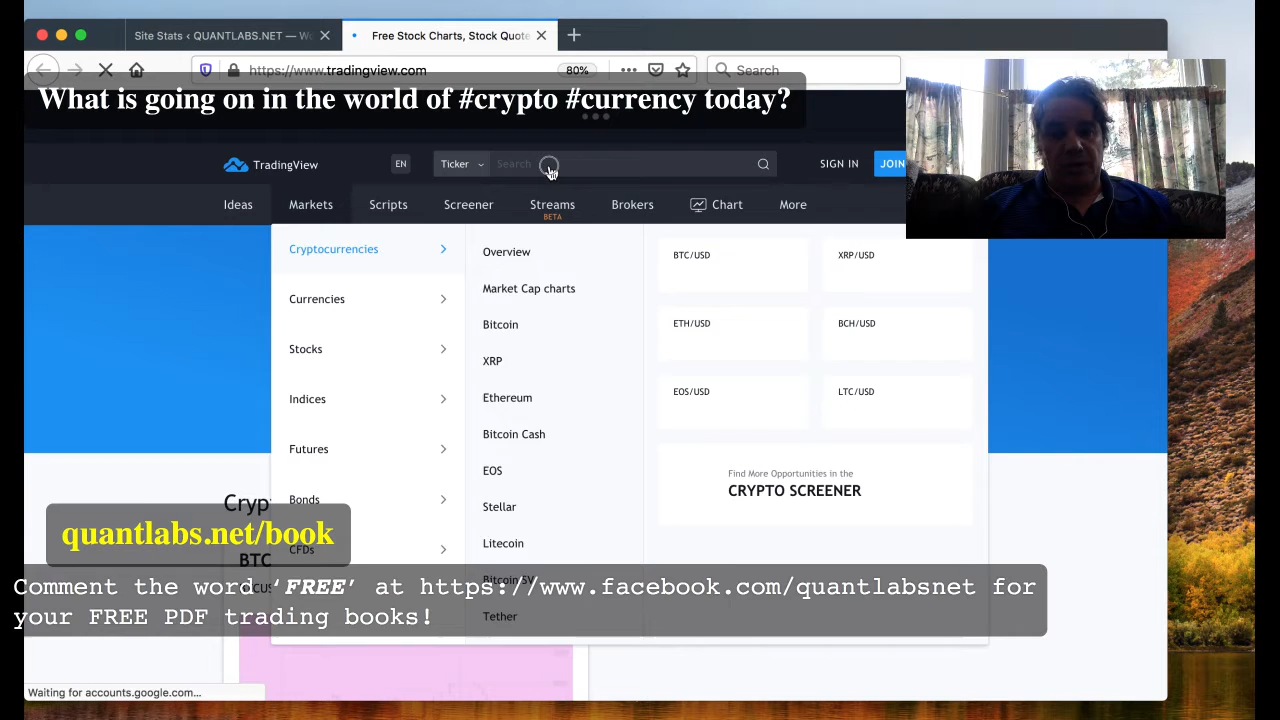 Site Stats ‹ QUANTLABS.NET — W
Free Stock Charts, Stock Quote
https://www.tradingview.com
80%
Search
What is going on in the world of #crypto #currency today?
TradingView
EN
Ticker
Search
SIGN IN
JOIN
Ideas
Markets
Scripts
Screener
Streams
BETA
Brokers
Chart
More
Cryptocurrencies
Currencies
Stocks
Indices
Futures
Bonds
CFDs
Overview
Market Cap charts
Bitcoin
XRP
Ethereum
Bitcoin Cash
EOS
Stellar
Litecoin
Bitcoin SV
Tether
BTC/USD
XRP/USD
ETH/USD
BCH/USD
EOS/USD
LTC/USD
Find More Opportunities in the
CRYPTO SCREENER
Cryp
BTC
quantlabs.net/book
Comment the word ‘FREE’ at https://www.facebook.com/quantlabsnet for
your FREE PDF trading books!
Waiting for accounts.google.com...